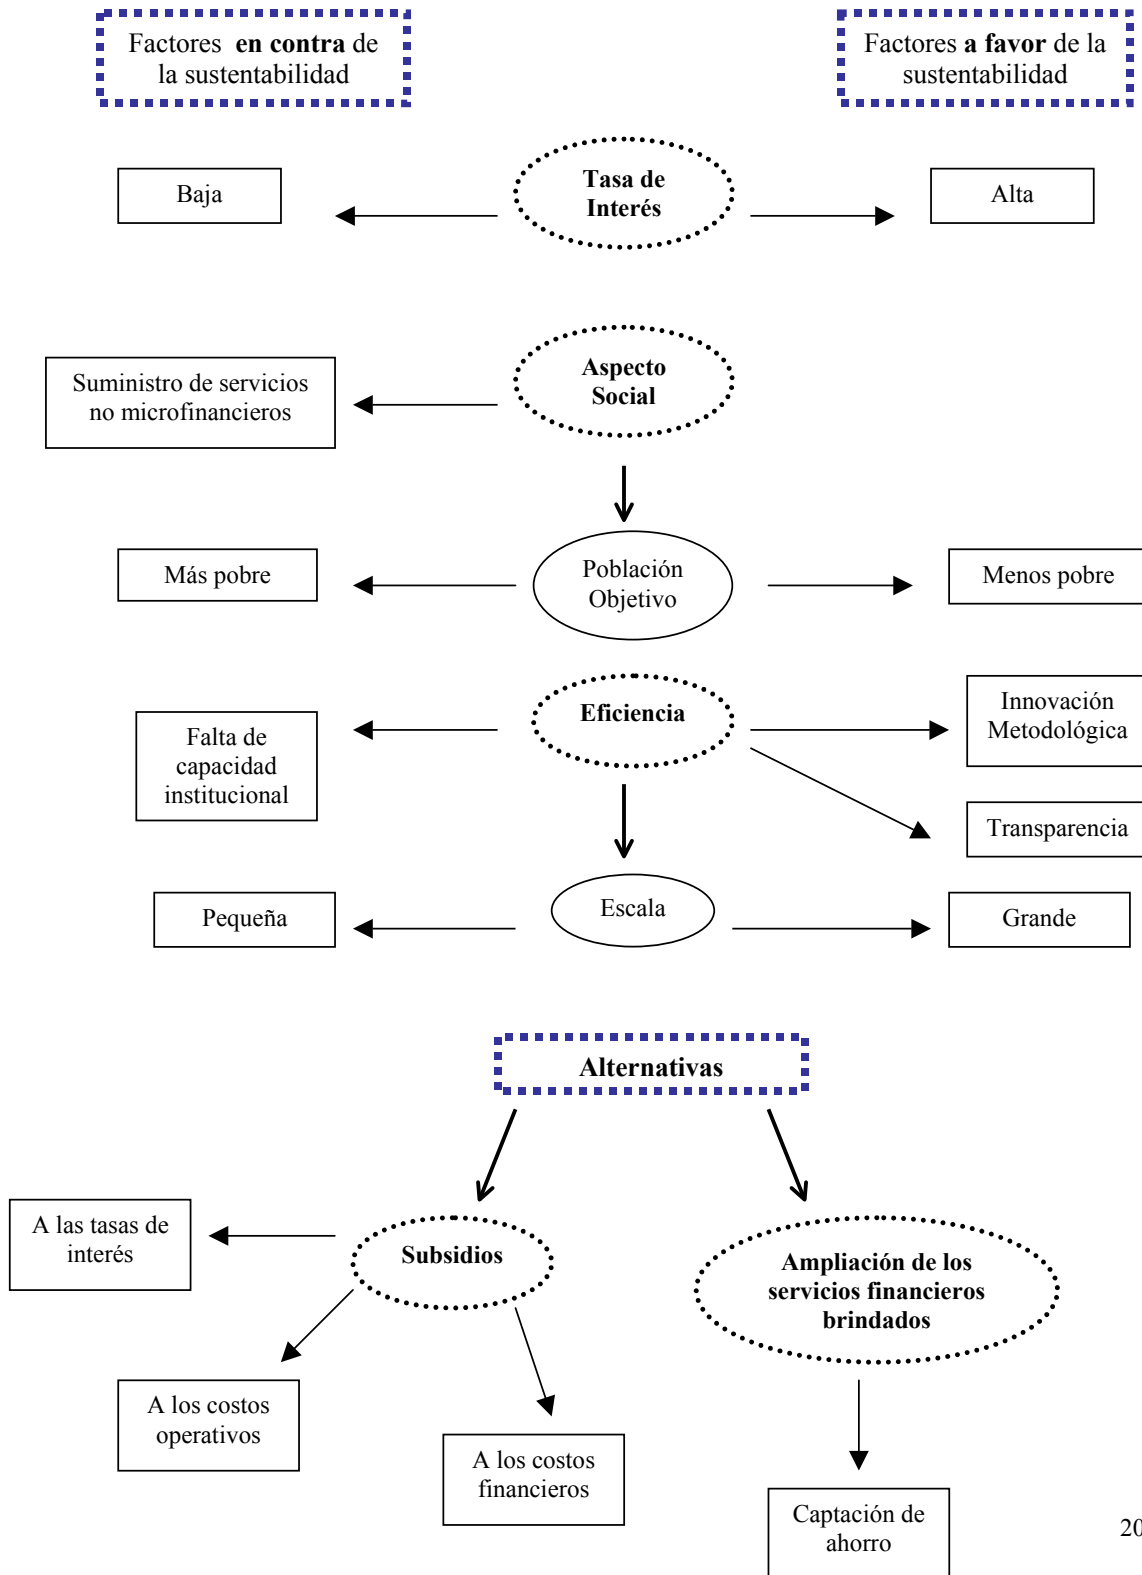 Factores en contra de
la sustentabilidad
Factores a favor de la
sustentabilidad
Tasa de
Interés
Baja
Alta
Aspecto
Social
Suministro de servicios
no microfinancieros
Población
Objetivo
Más pobre
Menos pobre
Eficiencia
Falta de
capacidad
institucional
Innovación
Metodológica
Transparencia
Escala
Pequeña
Grande
Alternativas
Subsidios
A las tasas de
interés
A los costos
operativos
A los costos
financieros
Ampliación de los
servicios financieros
brindados
Captación de
ahorro
20